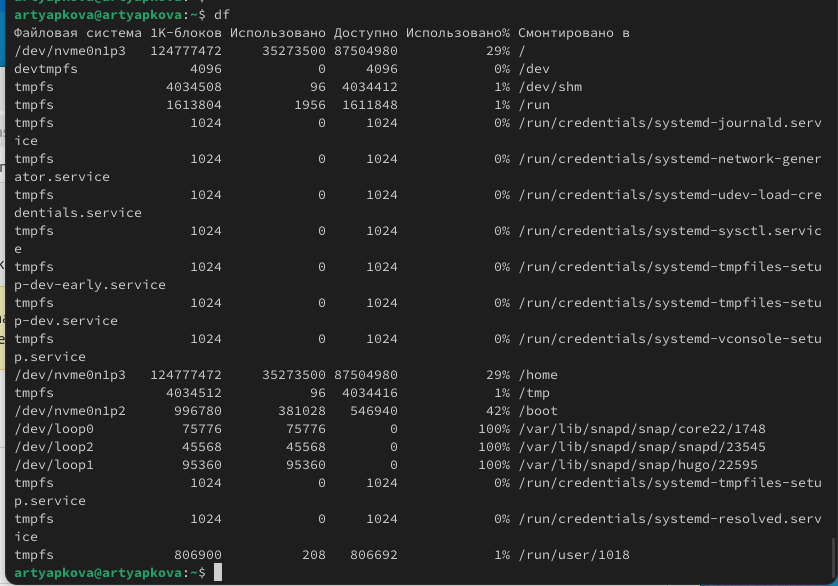 artyapkova@artyapkova:~$ df
Файловая система 1K-блоков Использовано Доступно Использовано% Смонтировано в
/dev/nvme0n1p3 124777472 35273500 87504980 29% /
devtmpfs 4096 0 4096 0% /dev
tmpfs 4034508 96 4034412 1% /dev/shm
tmpfs 1613804 1956 1611848 1% /run
tmpfs 1024 0 1024 0% /run/credentials/systemd-journald.serv
ice
tmpfs 1024 0 1024 0% /run/credentials/systemd-network-gener
ator.service
tmpfs 1024 0 1024 0% /run/credentials/systemd-udev-load-cre
dentials.service
tmpfs 1024 0 1024 0% /run/credentials/systemd-sysctl.servic
e
tmpfs 1024 0 1024 0% /run/credentials/systemd-tmpfiles-setu
p-dev-early.service
tmpfs 1024 0 1024 0% /run/credentials/systemd-tmpfiles-setu
p-dev.service
tmpfs 1024 0 1024 0% /run/credentials/systemd-vconsole-setu
p.service
/dev/nvme0n1p3 124777472 35273500 87504980 29% /home
tmpfs 4034512 96 4034416 1% /tmp
/dev/nvme0n1p2 996780 381028 546940 42% /boot
/dev/loop0 75776 75776 0 100% /var/lib/snapd/snap/core22/1748
/dev/loop2 45568 45568 0 100% /var/lib/snapd/snap/snapd/23545
/dev/loop1 95360 95360 0 100% /var/lib/snapd/snap/hugo/22595
tmpfs 1024 0 1024 0% /run/credentials/systemd-tmpfiles-setu
p.service
tmpfs 1024 0 1024 0% /run/credentials/systemd-resolved.serv
ice
tmpfs 806900 208 806692 1% /run/user/1018
artyapkova@artyapkova:~$